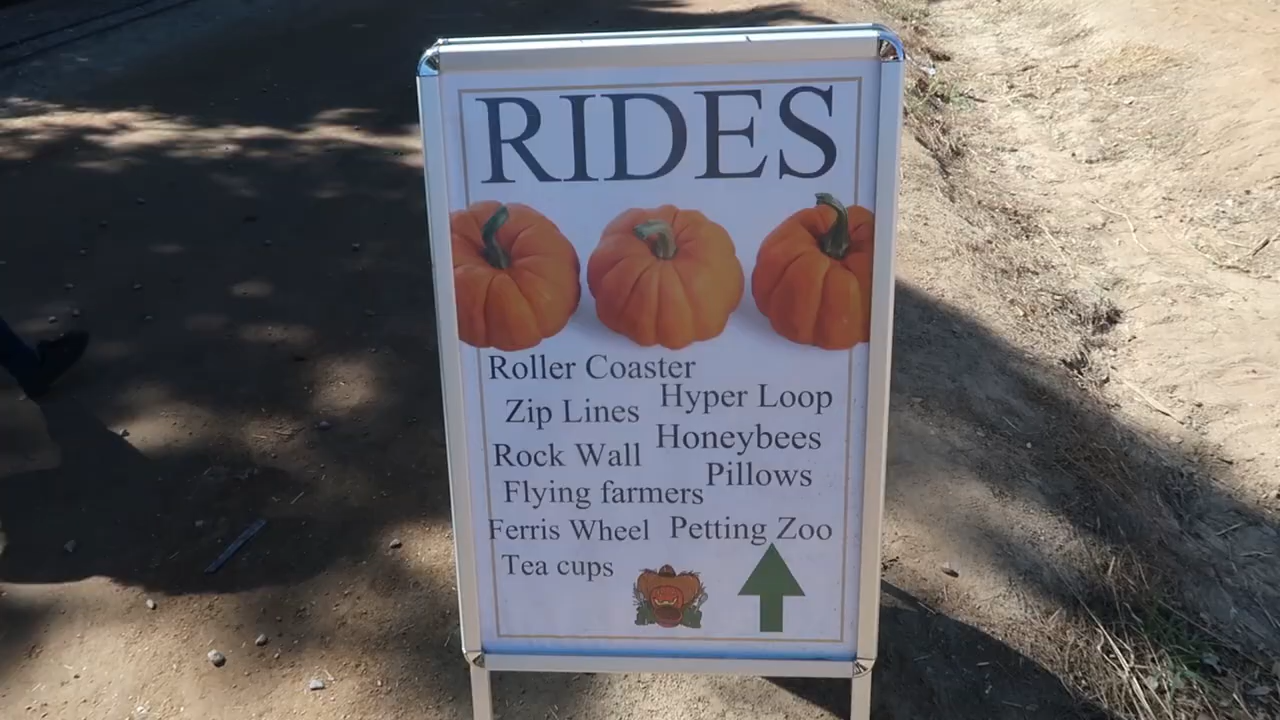 RIDES
Roller Coaster
Hyper Loop
Zip Lines
Honeybees
Rock Wall
Pillows
Flying farmers
Ferris Wheel Petting Zoo
Tea cups